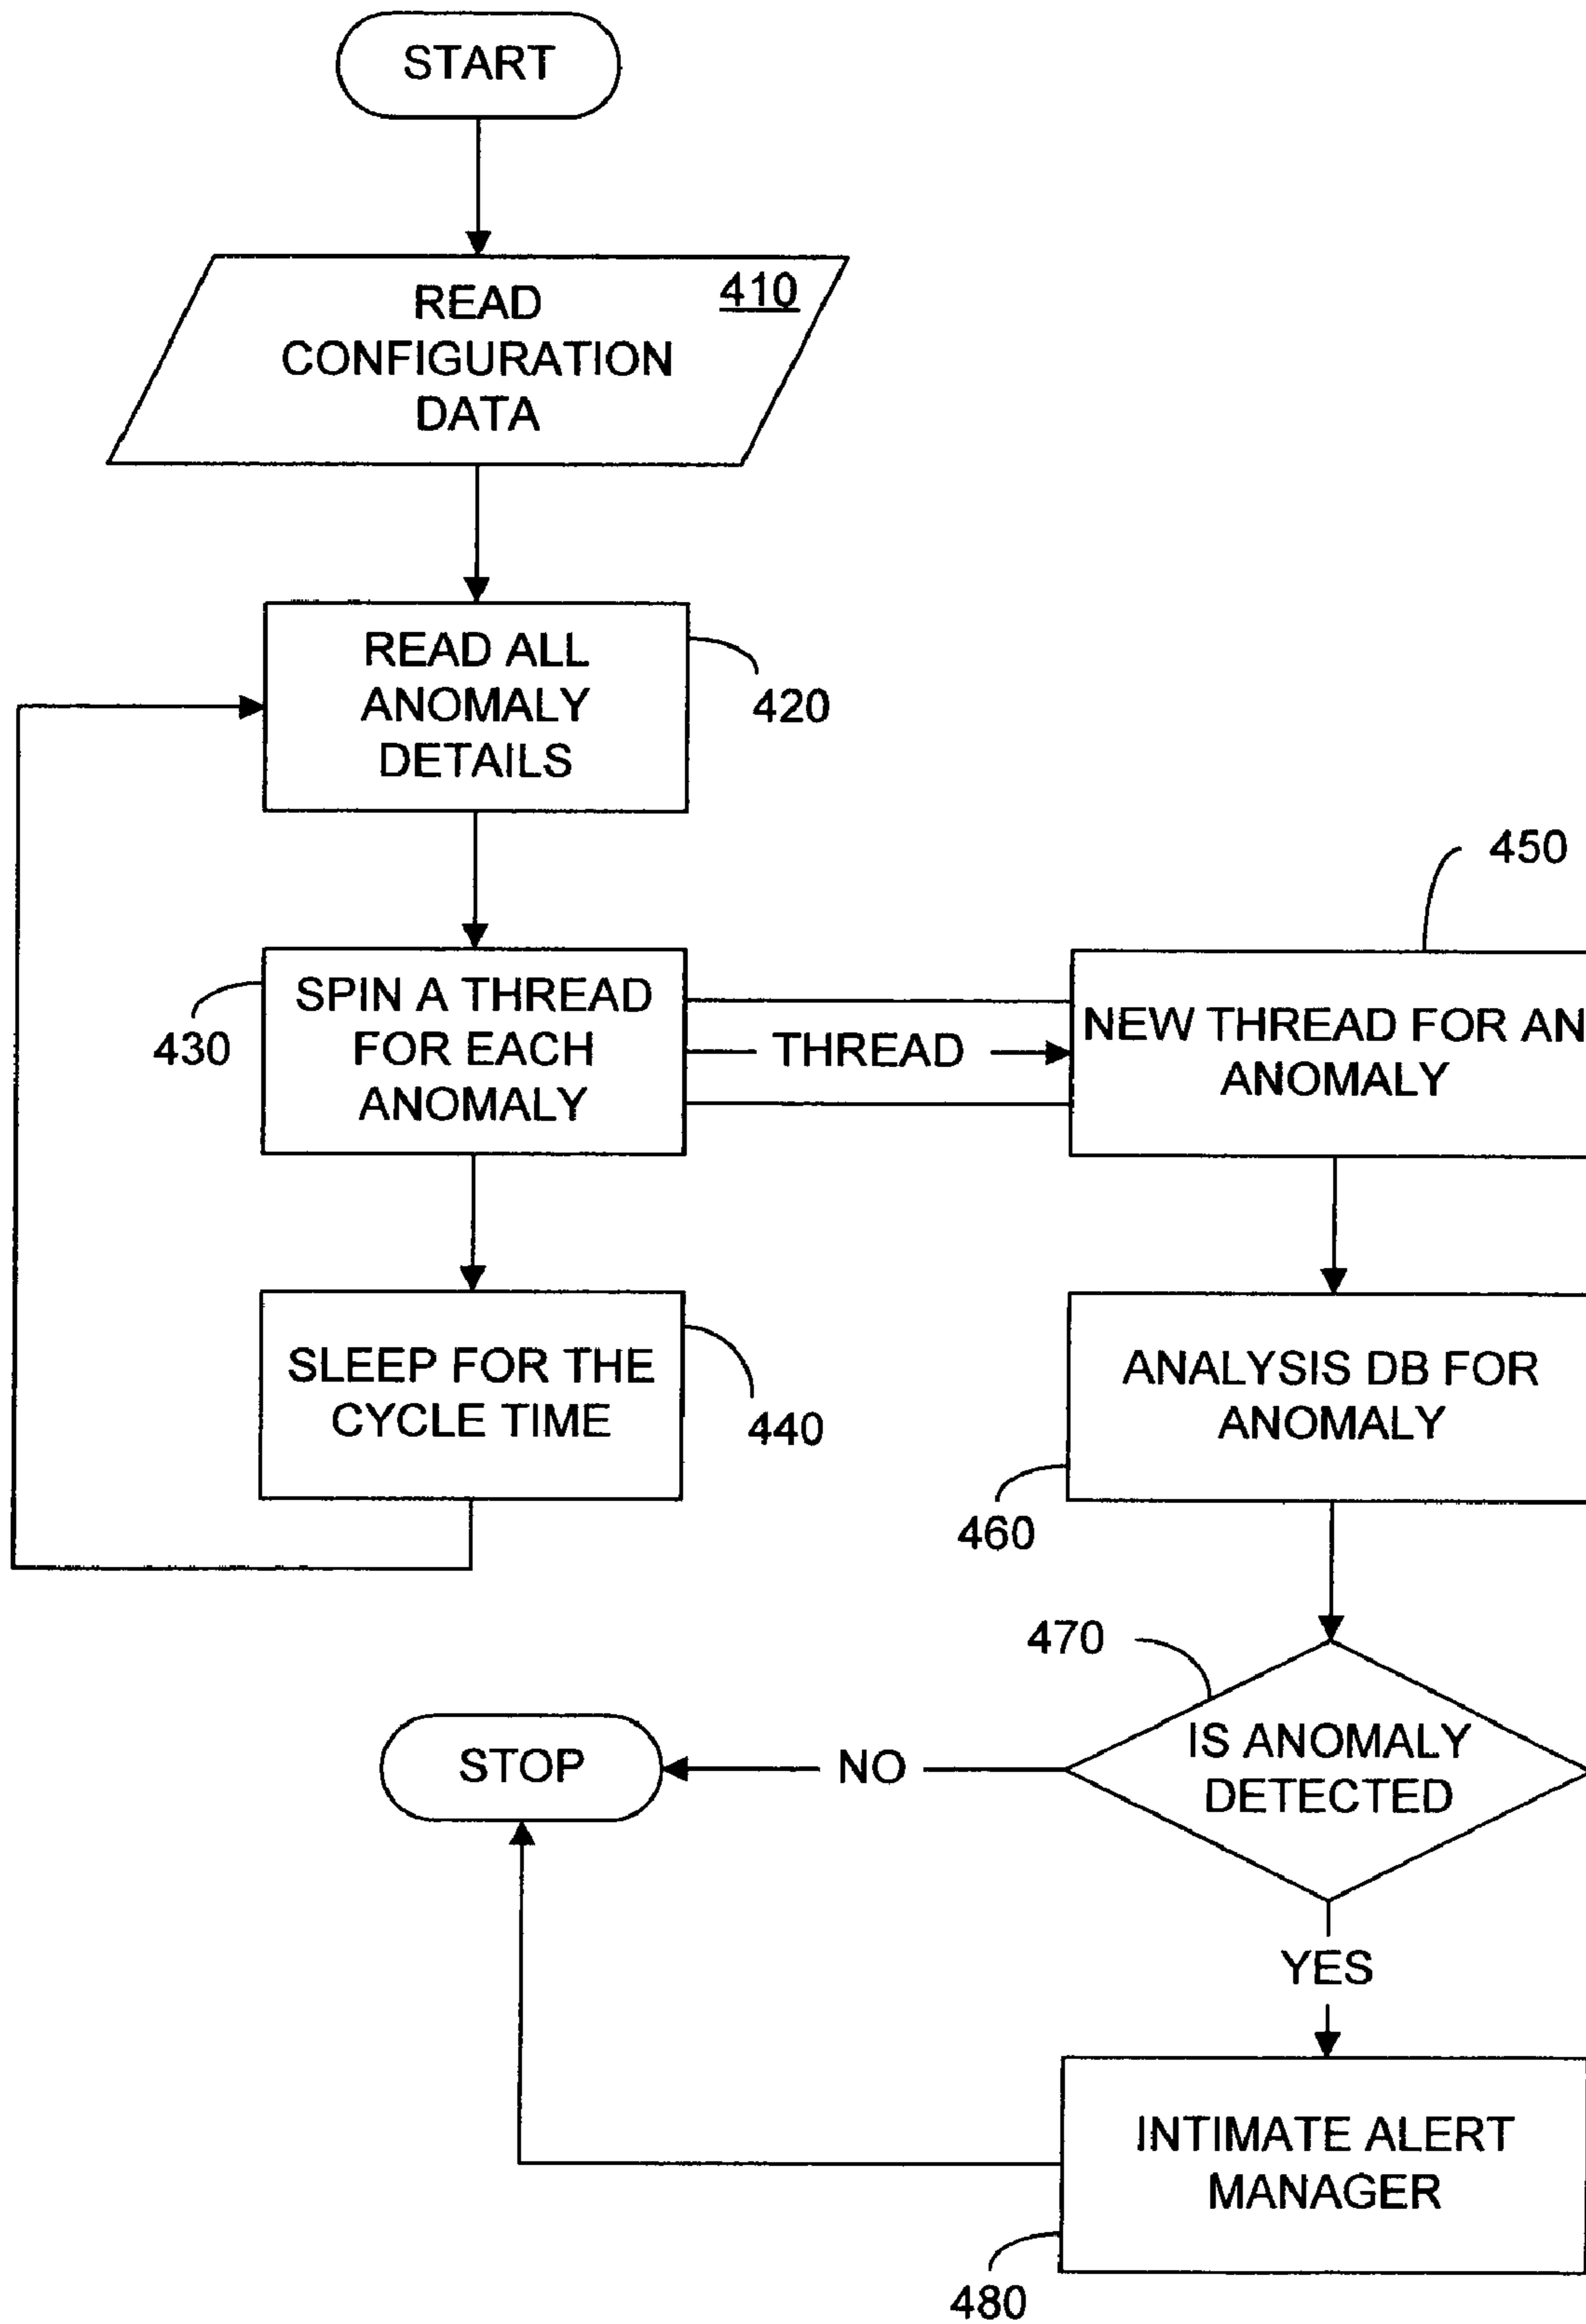 START
410
READ
CONFIGURATION
DATA
READ ALL
ANOMALY
DETAILS
420
450
SPIN A THREAD
FOR EACH
ANOMALY
430
THREAD
NEW THREAD FOR AN
ANOMALY
SLEEP FOR THE
CYCLE TIME
440
ANALYSIS DB FOR
ANOMALY
460
470
IS ANOMALY
DETECTED
NO
STOP
YES
INTIMATE ALERT
MANAGER
480